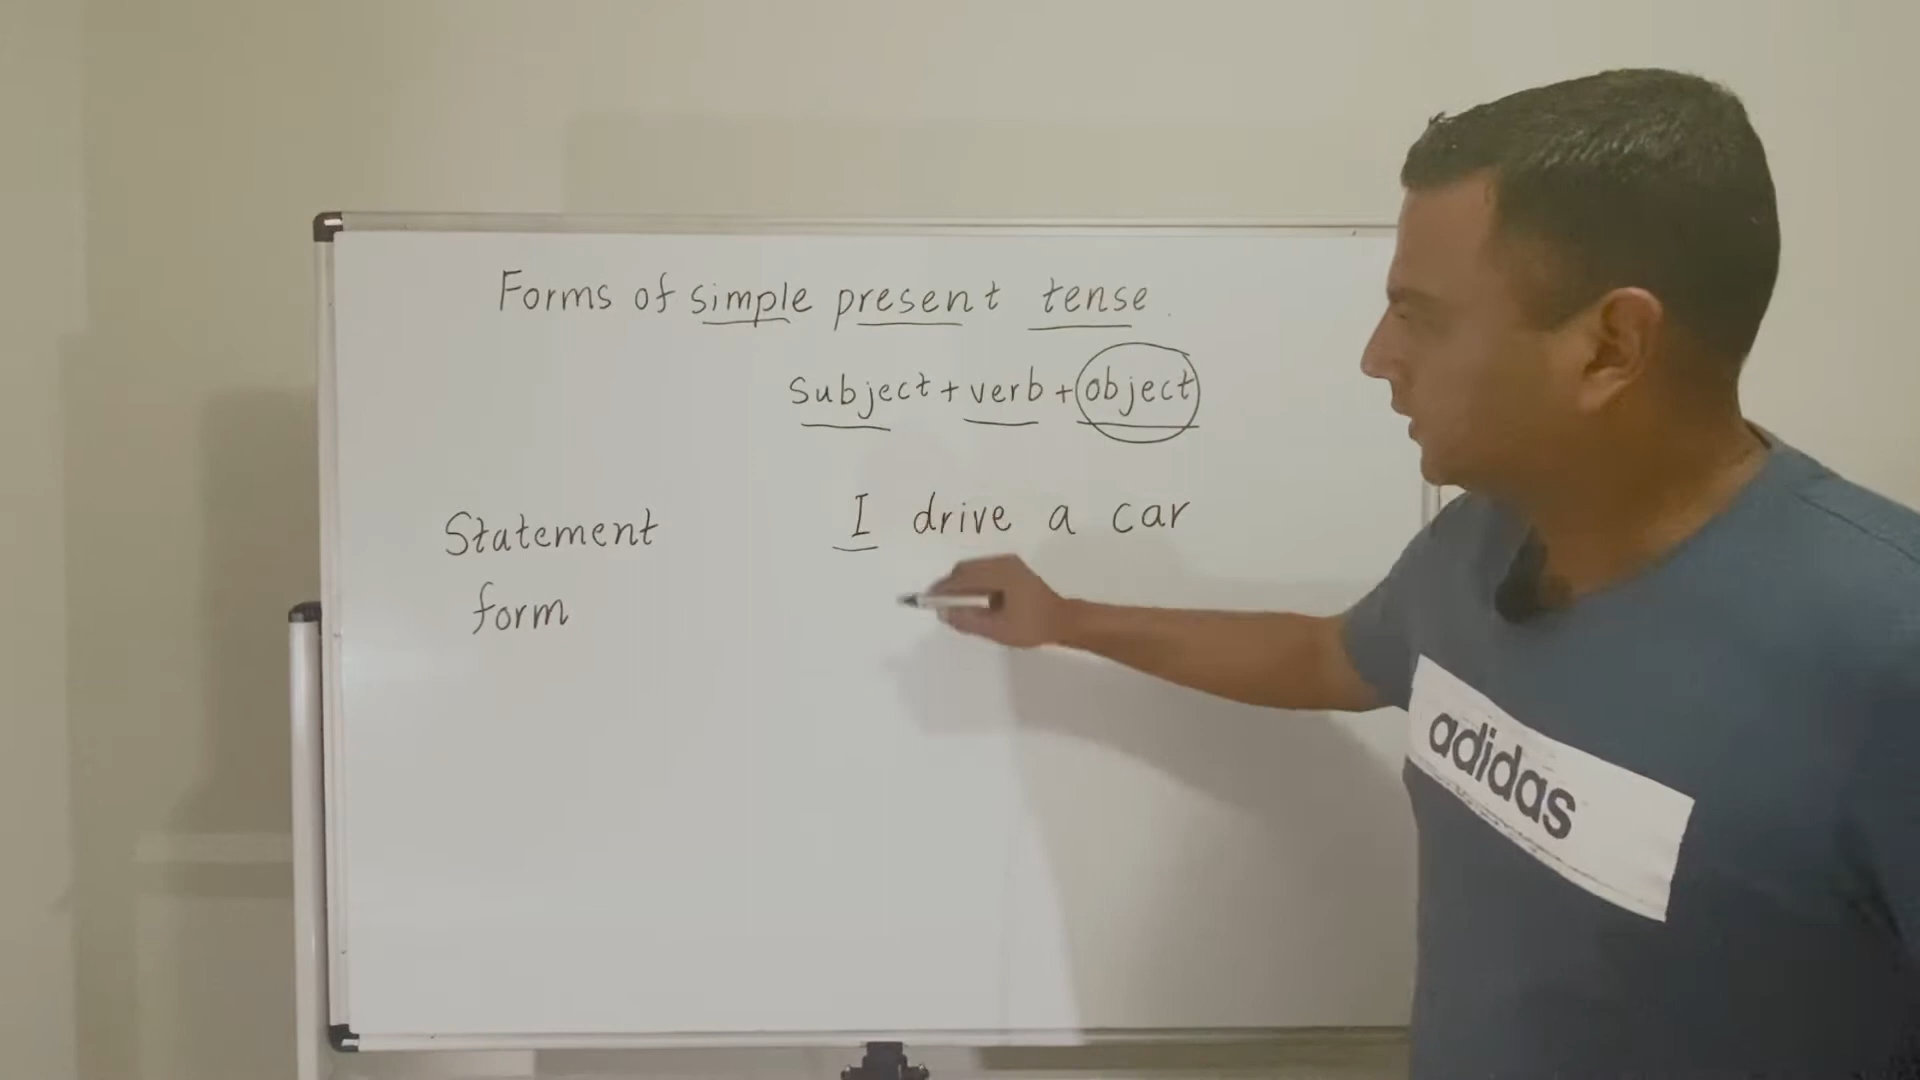 Forms of simple present tense
Subject + verb + object
Statement
form
I drive a car
adidas